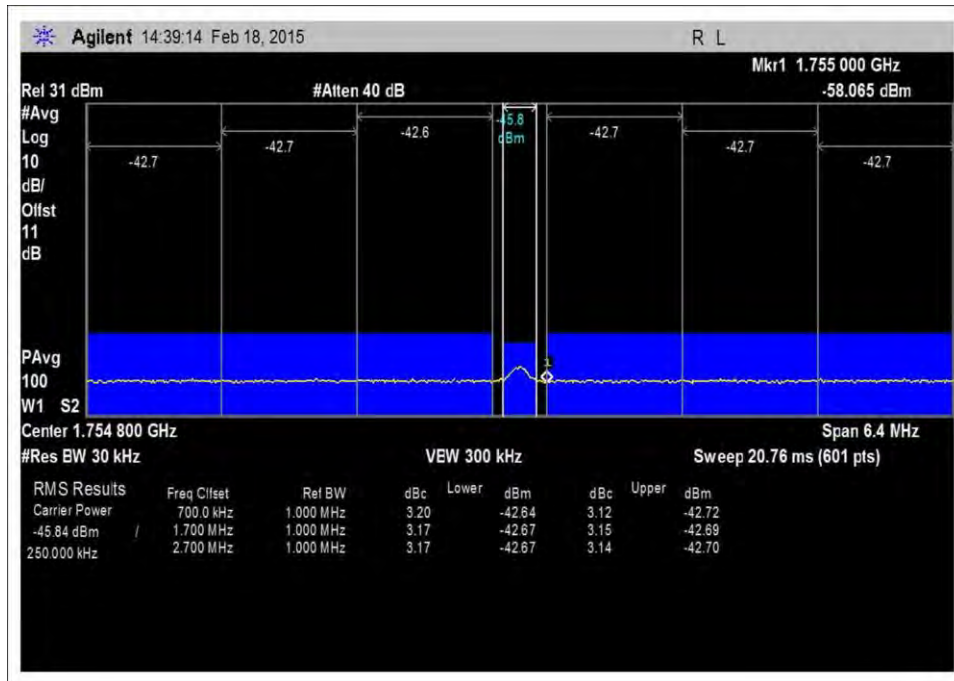 Agilent 14:39:14 Feb 18, 2015 R L
Mkr1 1.755 000 GHz
Rel 31 dBm #Atten 40 dB -58.065 dBm
#Avg
Log
10
dB/
Offst
11
dB
-42.7 -42.7 -42.6 -45.8 dBm -42.7 -42.7 -42.7
1
PAvg
100
W1 S2
Center 1.754 800 GHz Span 6.4 MHz
#Res BW 30 kHz VBW 300 kHz Sweep 20.76 ms (601 pts)
RMS Results Freq Offset Ref BW dBc Lower dBm dBc Upper dBm
Carrier Power 700.0 kHz 1.000 MHz 3.20 -42.64 3.12 -42.72
-45.84 dBm / 1.700 MHz 1.000 MHz 3.17 -42.67 3.15 -42.69
250.000 kHz 2.700 MHz 1.000 MHz 3.17 -42.67 3.14 -42.70